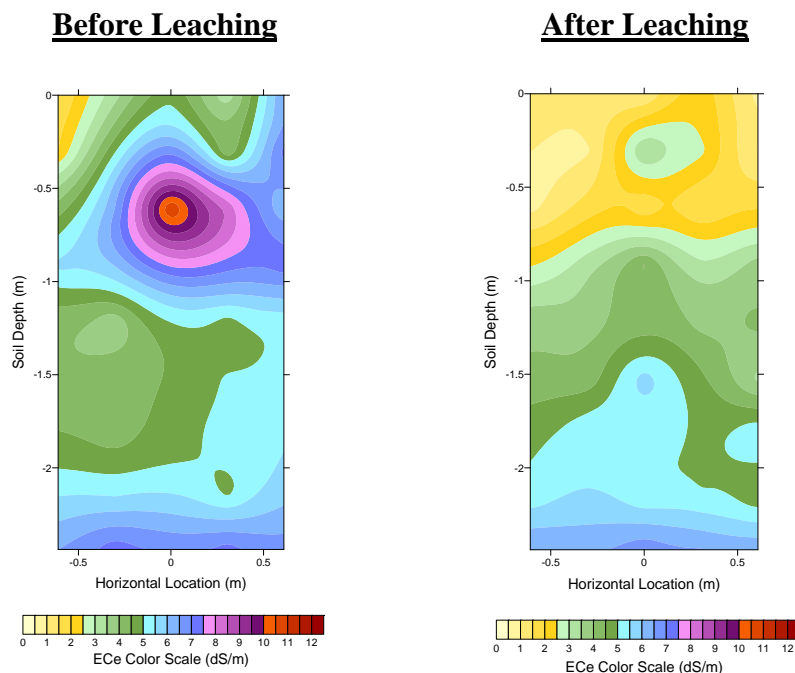 Before Leaching
After Leaching
0
-0.5
-1
-1.5
-2
Soil Depth (m)
-0.5 0 0.5
Horizontal Location (m)
0 1 2 3 4 5 6 7 8 9 10 11 12
ECe Color Scale (dS/m)
0
-0.5
-1
-1.5
-2
Soil Depth (m)
-0.5 0 0.5
Horizontal Location (m)
0 1 2 3 4 5 6 7 8 9 10 11 12
ECe Color Scale (dS/m)